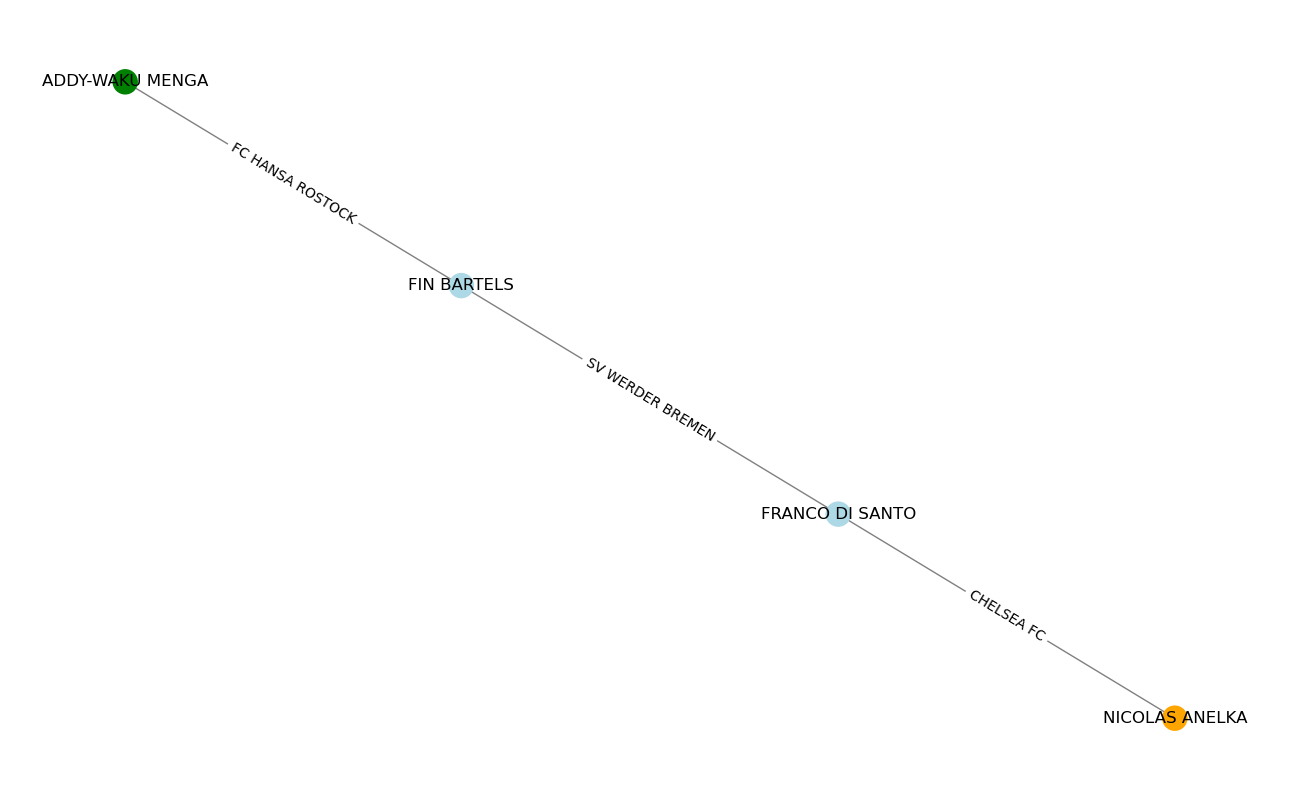 ADDY-WAKU MENGA
FC HANSA ROSTOCK
FIN BARTELS
SV WERDER BREMEN
FRANCO DI SANTO
CHELSEA FC
NICOLAS ANELKA